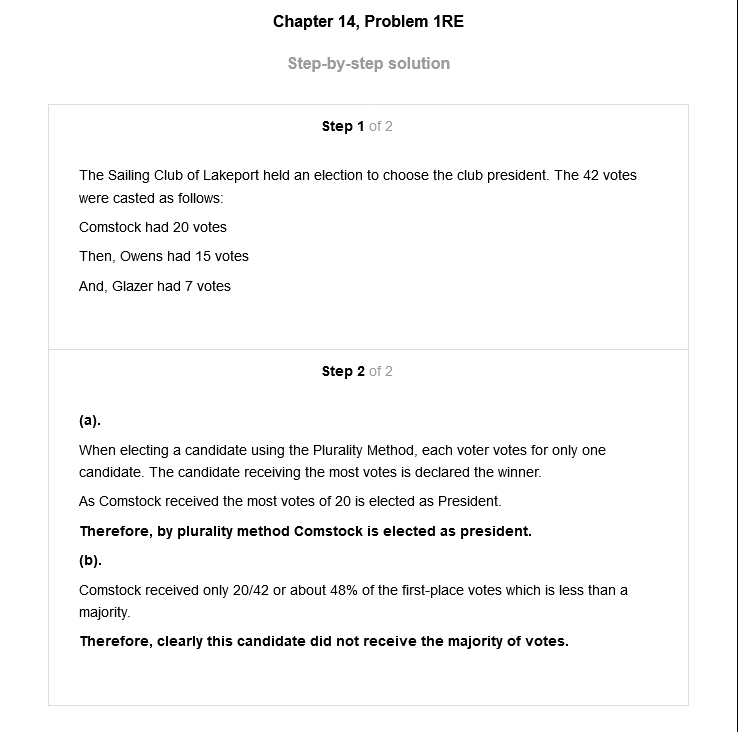 Chapter 14, Problem 1RE
Step-by-step solution
Step 1 of 2
The Sailing Club of Lakeport held an election to choose the club president. The 42 votes
were casted as follows:
Comstock had 20 votes
Then, Owens had 15 votes
And, Glazer had 7 votes
Step 2 of 2
(a).
When electing a candidate using the Plurality Method, each voter votes for only one
candidate. The candidate receiving the most votes is declared the winner.
As Comstock received the most votes of 20 is elected as President.
Therefore, by plurality method Comstock is elected as president.
(b).
Comstock received only 20/42 or about 48% of the first-place votes which is less than a
majority.
Therefore, clearly this candidate did not receive the majority of votes.